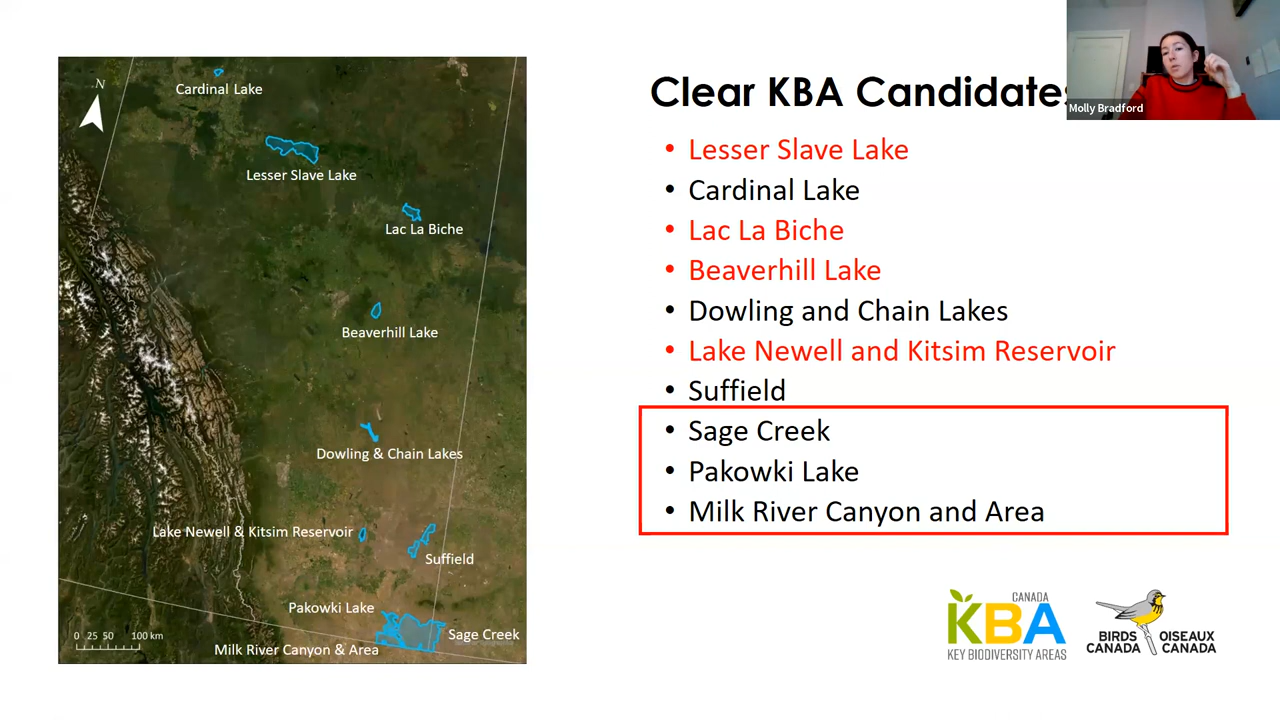 Clear KBA Candidates
Molly Bradford
• Lesser Slave Lake
• Cardinal Lake
• Lac La Biche
• Beaverhill Lake
• Dowling and Chain Lakes
• Lake Newell and Kitsim Reservoir
• Suffield
• Sage Creek
• Pakowki Lake
• Milk River Canyon and Area
N
Cardinal Lake
Lesser Slave Lake
Lac La Biche
Beaverhill Lake
Dowling & Chain Lakes
Lake Newell & Kitsim Reservoir
Suffield
Pakowki Lake
Sage Creek
Milk River Canyon & Area
0 25 50 100 km
CANADA
KBA
KEY BIODIVERSITY AREAS
BIRDS CANADA
OISEAUX CANADA